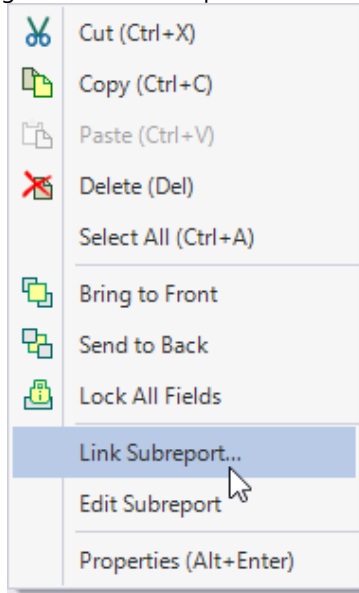 Cut (Ctrl+X)
Copy (Ctrl+C)
Paste (Ctrl+V)
Delete (Del)
Select All (Ctrl+A)
Bring to Front
Send to Back
Lock All Fields
Link Subreport...
Edit Subreport
Properties (Alt+Enter)